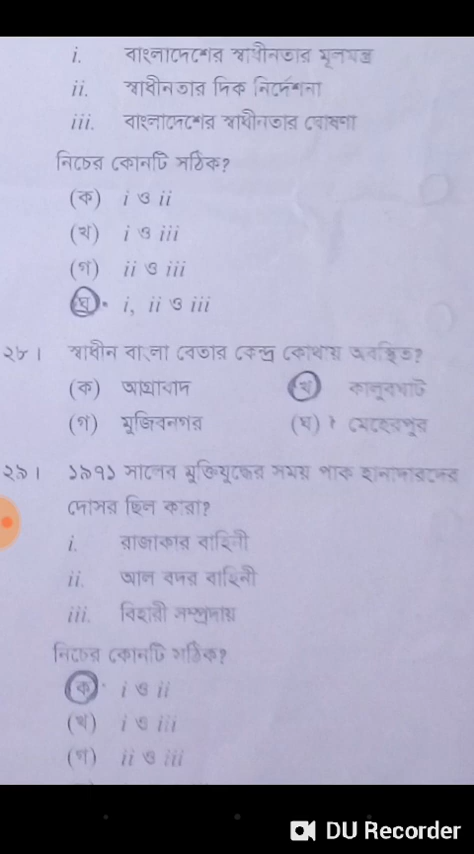 i. বাংলাদেশের স্বাধীনতার মূলমন্ত্র
ii. স্বাধীনতার দিক নির্দেশনা
iii. বাংলাদেশের স্বাধীনতার ঘোষণা
নিচের কোনটি সঠিক?
(ক) i ও ii
(খ) i ও iii
(গ) ii ও iii
(ঘ) i, ii ও iii
২৮। স্বাধীন বাংলা বেতার কেন্দ্র কোথায় অবস্থিত?
(ক) আগ্রাবাদ (খ) কালুরঘাট
(গ) মুজিবনগর (ঘ) মেহেরপুর
২৯। ১৯৭১ সালের মুক্তিযুদ্ধের সময় পাক হানাদারদের
দোসর ছিল কারা?
i. রাজাকার বাহিনী
ii. আল বদর বাহিনী
iii. বিহারী সম্প্রদায়
নিচের কোনটি সঠিক?
(ক) i ও ii
(খ) i ও iii
(গ) ii ও iii
DU Recorder